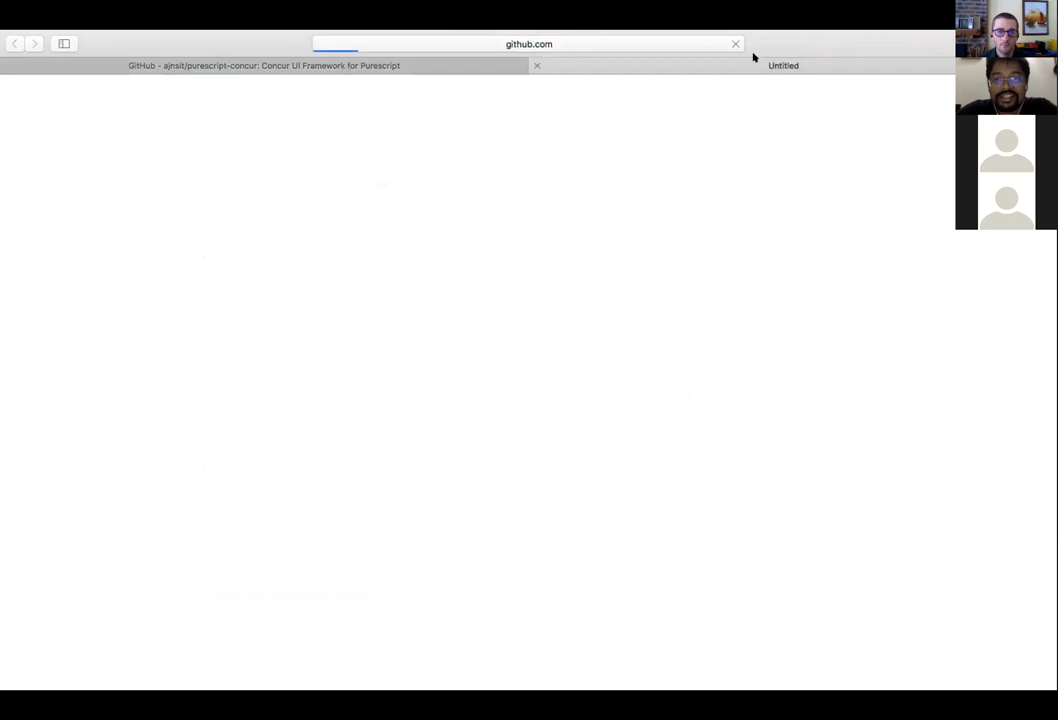 github.com
GitHub - ajnsit/purescript-concur: Concur UI Framework for Purescript
Untitled